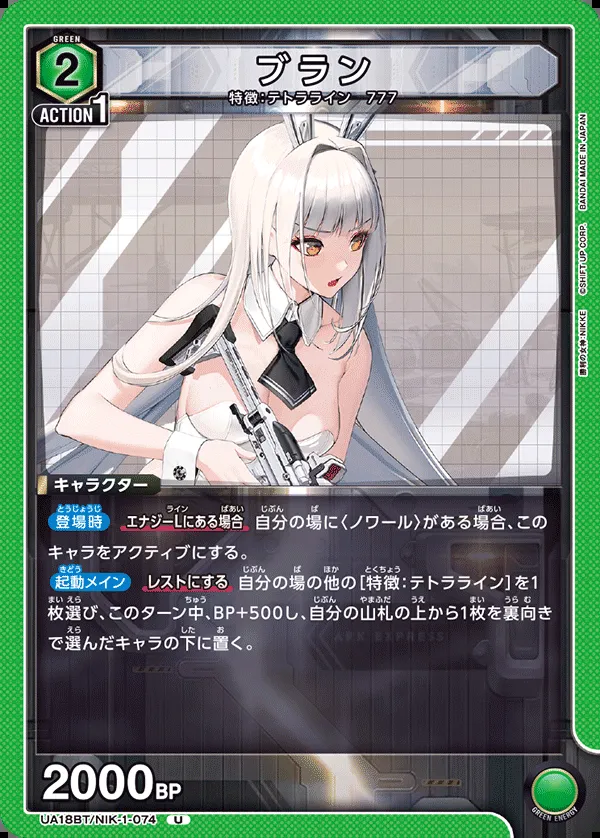 GREEN
2
ACTION 1
ブラン
特徴:テトラライン 777
BANDAI MADE IN JAPAN
©SHIFT UP CORP.
勝利の女神:NIKKE
キャラクター
登場時 エナジーLにある場合 自分の場に〈ノワール〉がある場合、この
キャラをアクティブにする。
起動メイン レストにする 自分の場の他の[特徴:テトラライン]を1
枚選び、このターン中、BP+500し、自分の山札の上から1枚を裏向き
で選んだキャラの下に置く。
ARK EXPRESS
2000BP
UA18BT/NIK-1-074 U
GREEN ENERGY